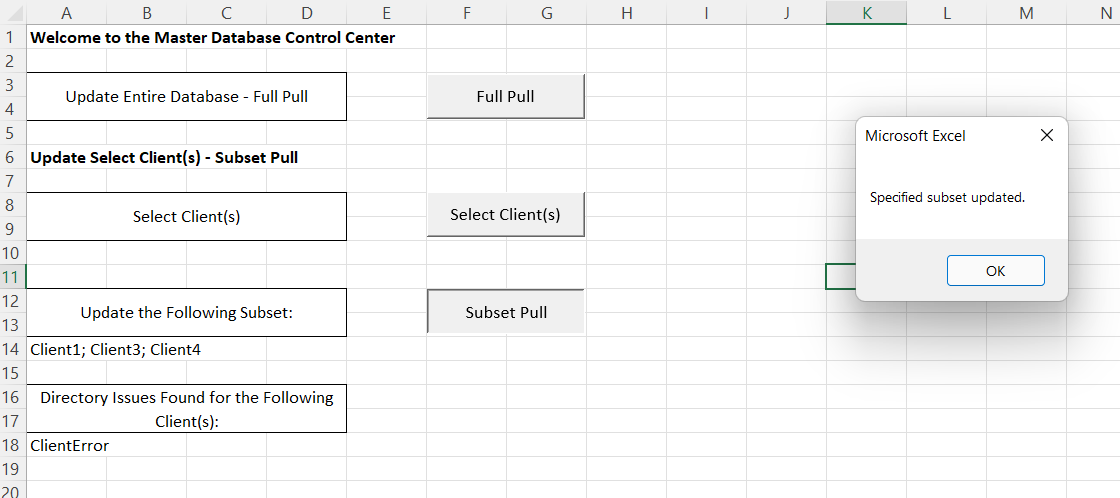 A B C D E F G H I J K L M N
1 Welcome to the Master Database Control Center
2
3
Update Entire Database - Full Pull Full Pull
4
5
Microsoft Excel
6 Update Select Client(s) - Subset Pull
7
8
Specified subset updated.
Select Client(s) Select Client(s)
9
10
11
OK
12
Update the Following Subset: Subset Pull
13
14 Client1; Client3; Client4
15
16 Directory Issues Found for the Following
17 Client(s):
18 ClientError
19
20